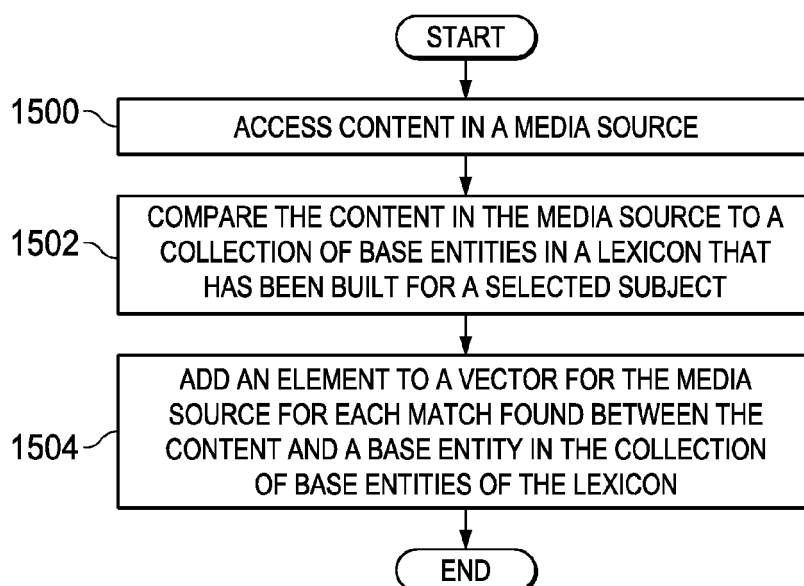 START
1500
ACCESS CONTENT IN A MEDIA SOURCE
1502
COMPARE THE CONTENT IN THE MEDIA SOURCE TO A
COLLECTION OF BASE ENTITIES IN A LEXICON THAT
HAS BEEN BUILT FOR A SELECTED SUBJECT
1504
ADD AN ELEMENT TO A VECTOR FOR THE MEDIA
SOURCE FOR EACH MATCH FOUND BETWEEN THE
CONTENT AND A BASE ENTITY IN THE COLLECTION
OF BASE ENTITIES OF THE LEXICON
END